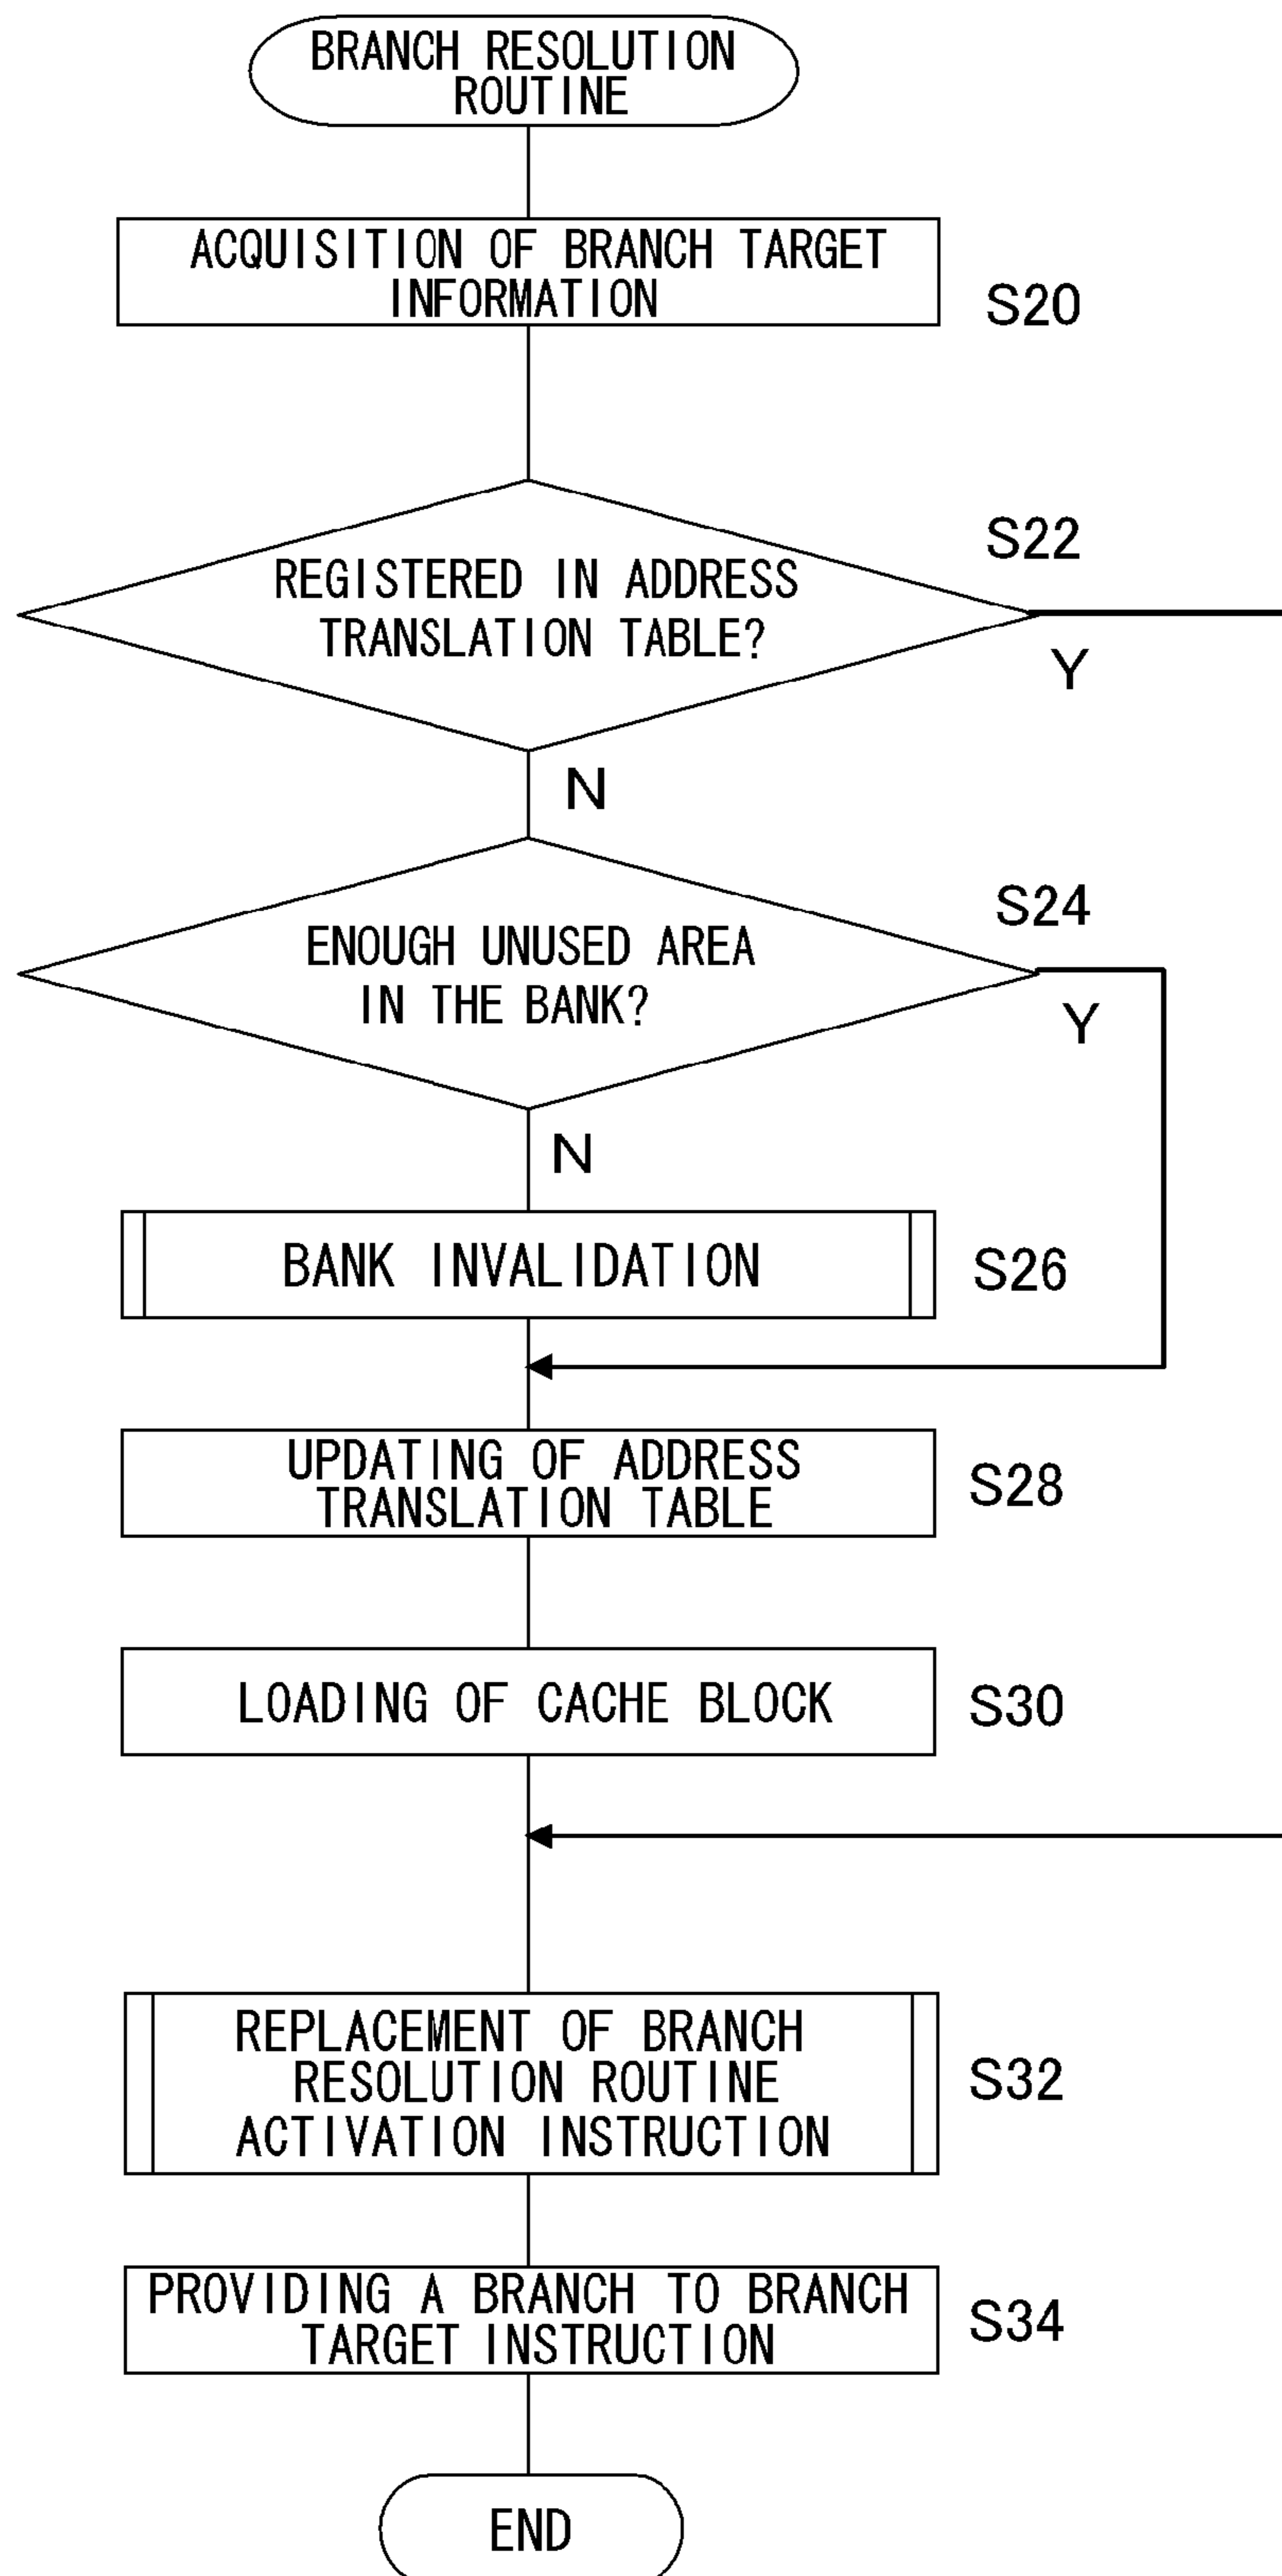 BRANCH RESOLUTION
ROUTINE
ACQUISITION OF BRANCH TARGET
INFORMATION
S20
S22
REGISTERED IN ADDRESS
TRANSLATION TABLE?
Y
N
S24
ENOUGH UNUSED AREA
IN THE BANK?
Y
N
BANK INVALIDATION
S26
UPDATING OF ADDRESS
TRANSLATION TABLE
S28
LOADING OF CACHE BLOCK
S30
REPLACEMENT OF BRANCH
RESOLUTION ROUTINE
ACTIVATION INSTRUCTION
S32
PROVIDING A BRANCH TO BRANCH
TARGET INSTRUCTION
S34
END